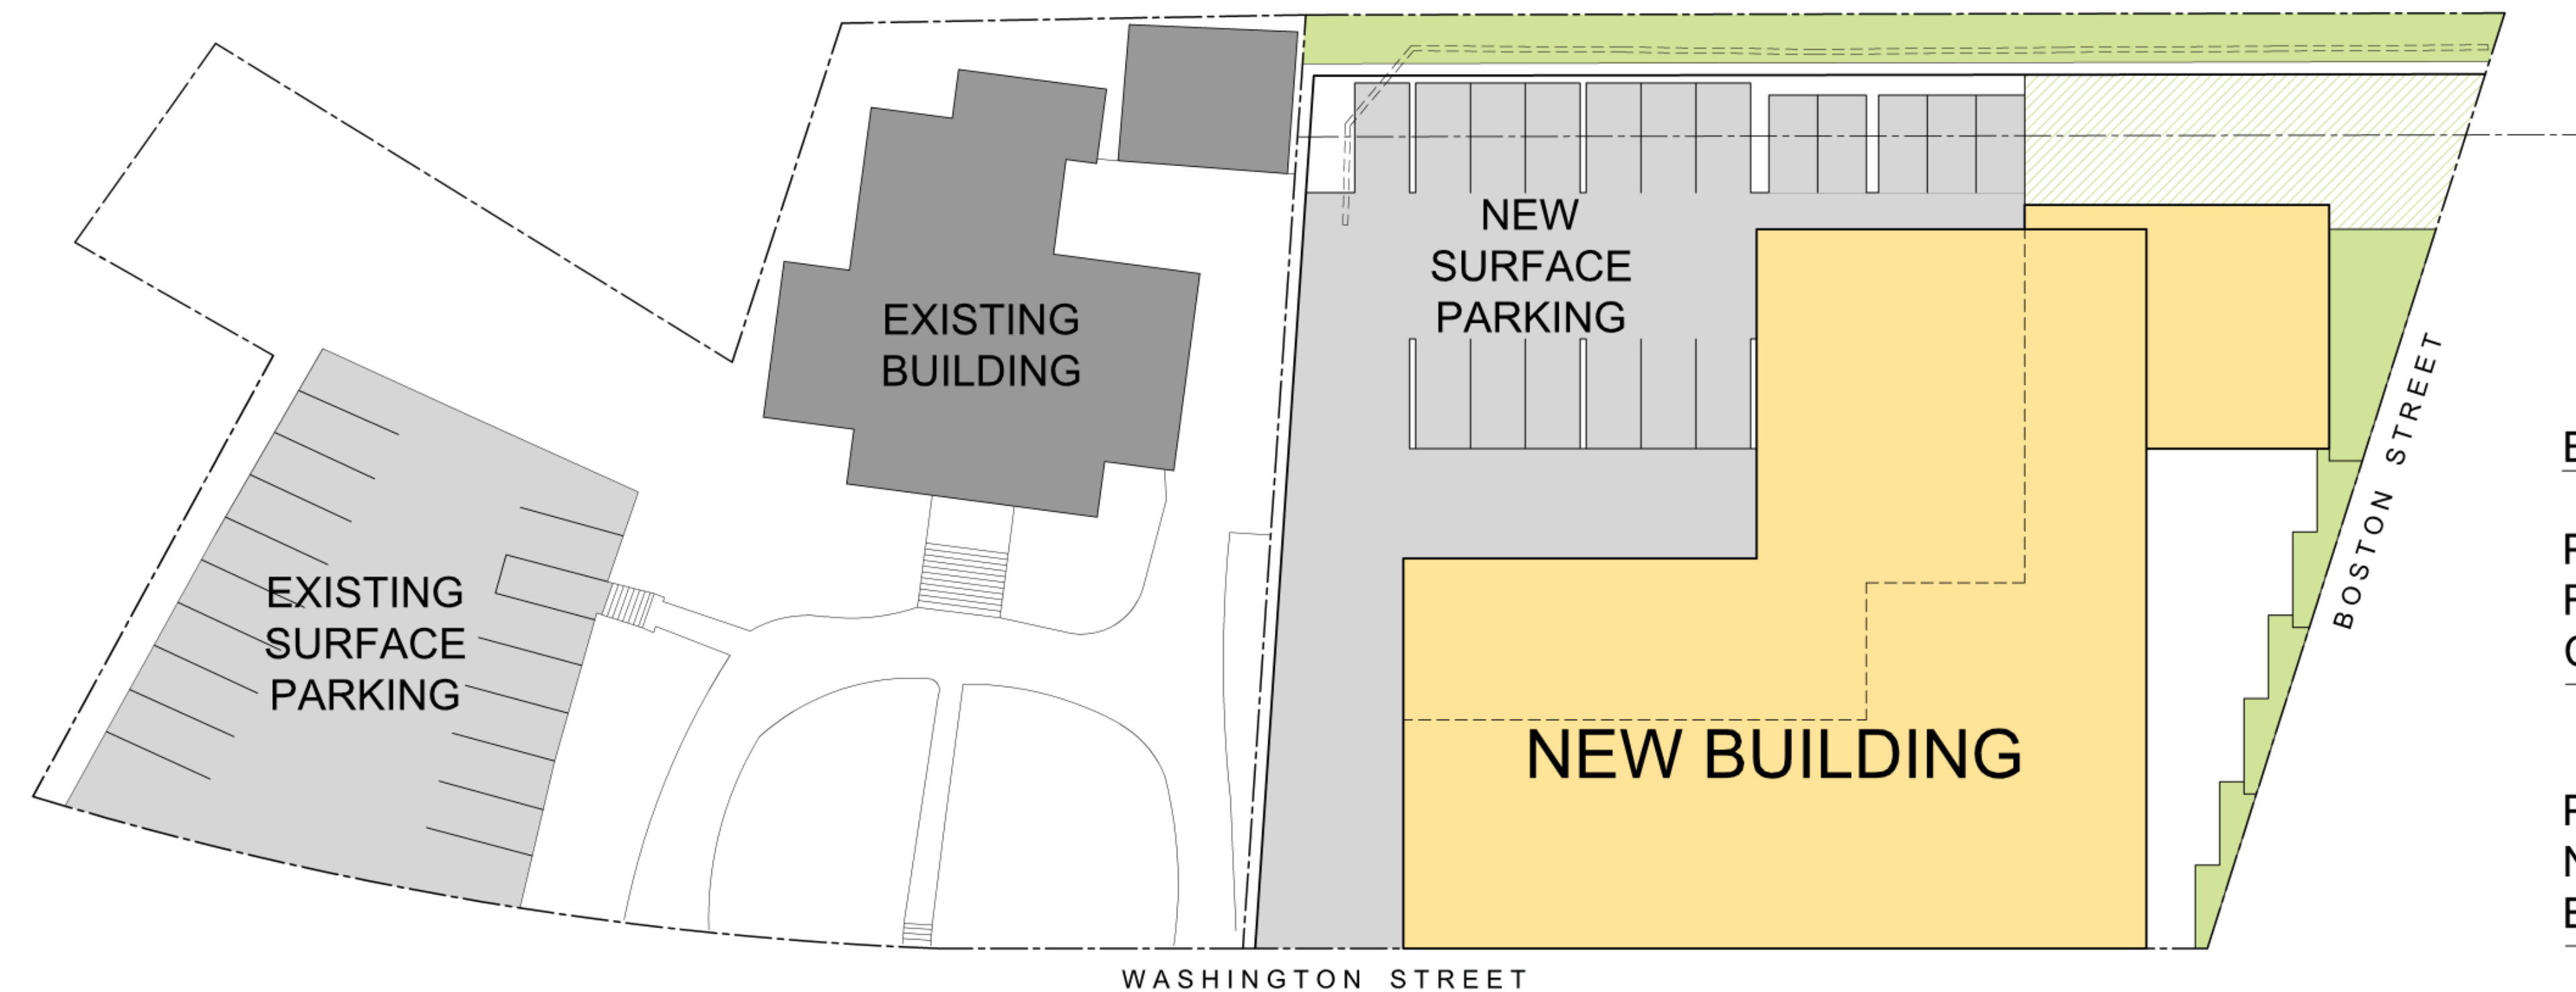 EXISTING
BUILDING
NEW
SURFACE
PARKING
EXISTING
SURFACE
PARKING
NEW BUILDING
BOSTON STREET
WASHINGTON STREET